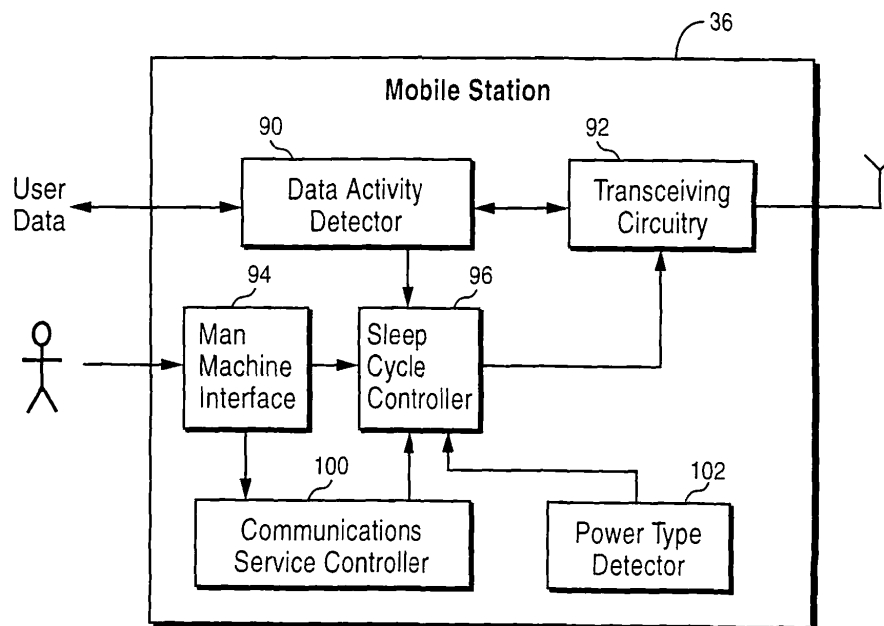 36
Mobile Station
90
92
User
Data
Data Activity
Detector
Transceiving
Circuitry
94
96
Man
Machine
Interface
Sleep
Cycle
Controller
100
102
Communications
Service Controller
Power Type
Detector